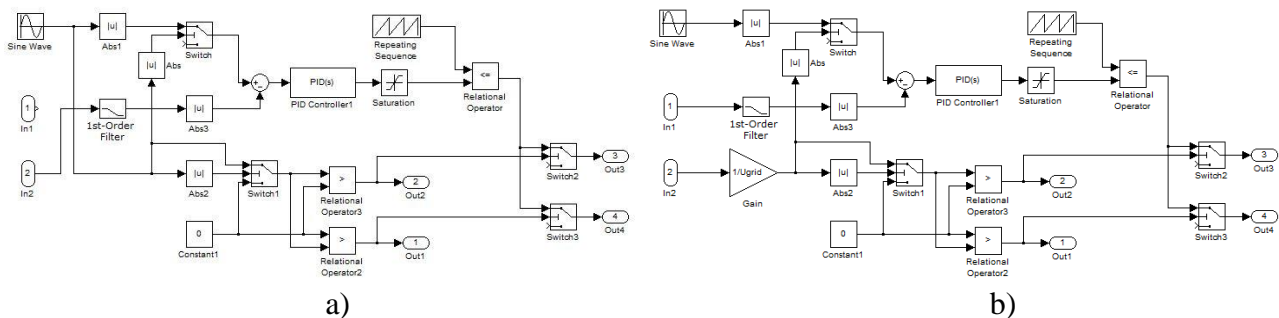 Sine Wave
|u|
Abs1
Switch
|u|
Abs
Repeating
Sequence
PID(s)
PID Controller1
Saturation
<=
Relational
Operator
1
In1
1st-Order
Filter
|u|
Abs3
2
In2
|u|
Abs2
Switch1
>
Relational
Operator3
2
Out2
Switch2
3
Out3
0
Constant1
>
Relational
Operator2
1
Out1
Switch3
4
Out4
a)
Sine Wave
|u|
Abs1
Switch
|u|
Abs
Repeating
Sequence
PID(s)
PID Controller1
Saturation
<=
Relational
Operator
1
In1
1st-Order
Filter
|u|
Abs3
2
In2
1/Ugrid
Gain
|u|
Abs2
Switch1
>
Relational
Operator3
2
Out2
Switch2
3
Out3
0
Constant1
>
Relational
Operator2
1
Out1
Switch3
4
Out4
b)